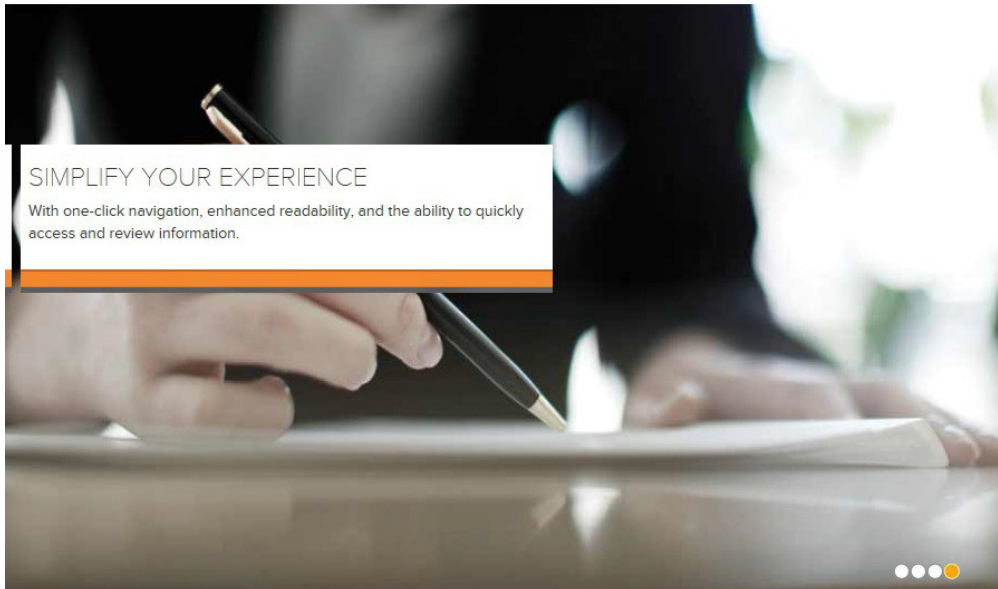 SIMPLIFY YOUR EXPERIENCE
With one-click navigation, enhanced readability, and the ability to quickly
access and review information.